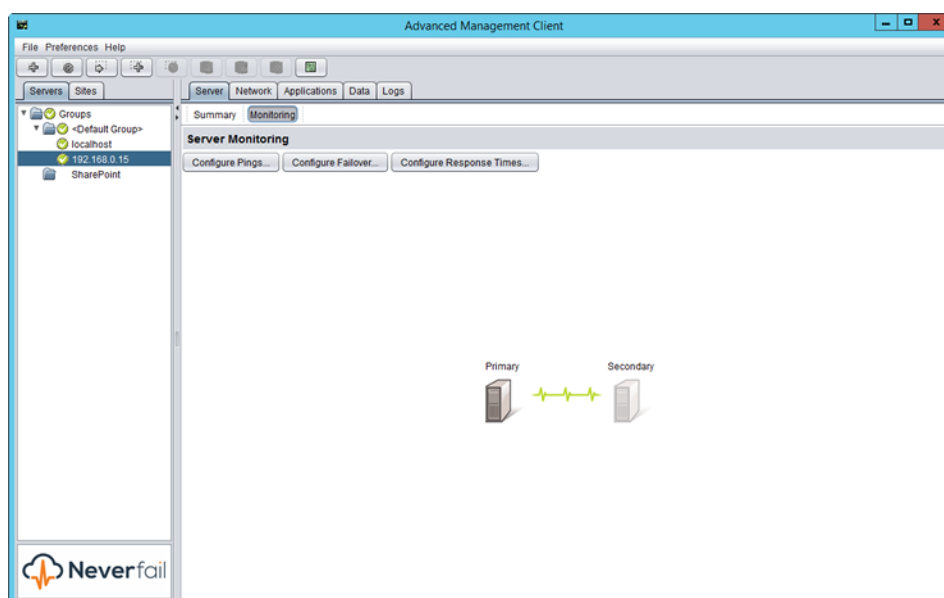 Advanced Management Client
File Preferences Help
Servers Sites
Server Network Applications Data Logs
Groups
Summary Monitoring
<Default Group>
Server Monitoring
localhost
192.168.0.15
Configure Pings... Configure Failover... Configure Response Times...
SharePoint
Primary Secondary
Neverfail